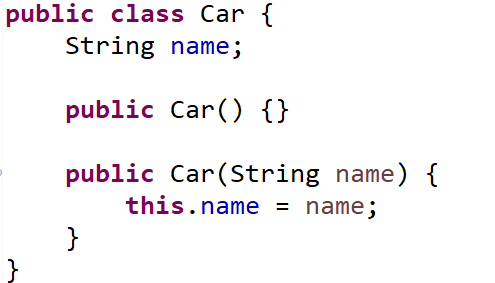 public class Car {
String name;
public Car() {}
public Car(String name) {
this.name = name;
}
}